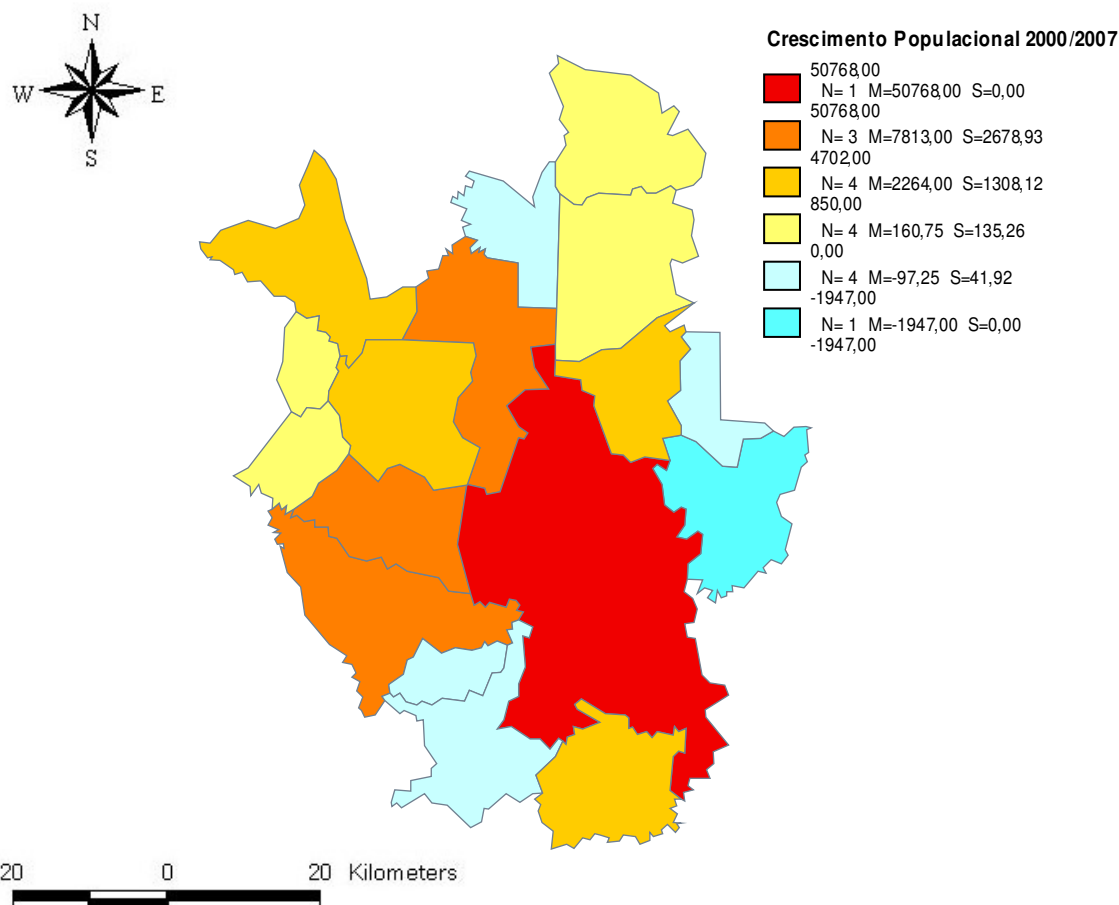 N
W E
S
Crescimento Populacional 2000/2007
50768,00
N= 1 M=50768,00 S=0,00
50768,00
N= 3 M=7813,00 S=2678,93
4702,00
N= 4 M=2264,00 S=1308,12
850,00
N= 4 M=160,75 S=135,26
0,00
N= 4 M=-97,25 S=41,92
-1947,00
N= 1 M=-1947,00 S=0,00
-1947,00
20 0 20 Kilometers